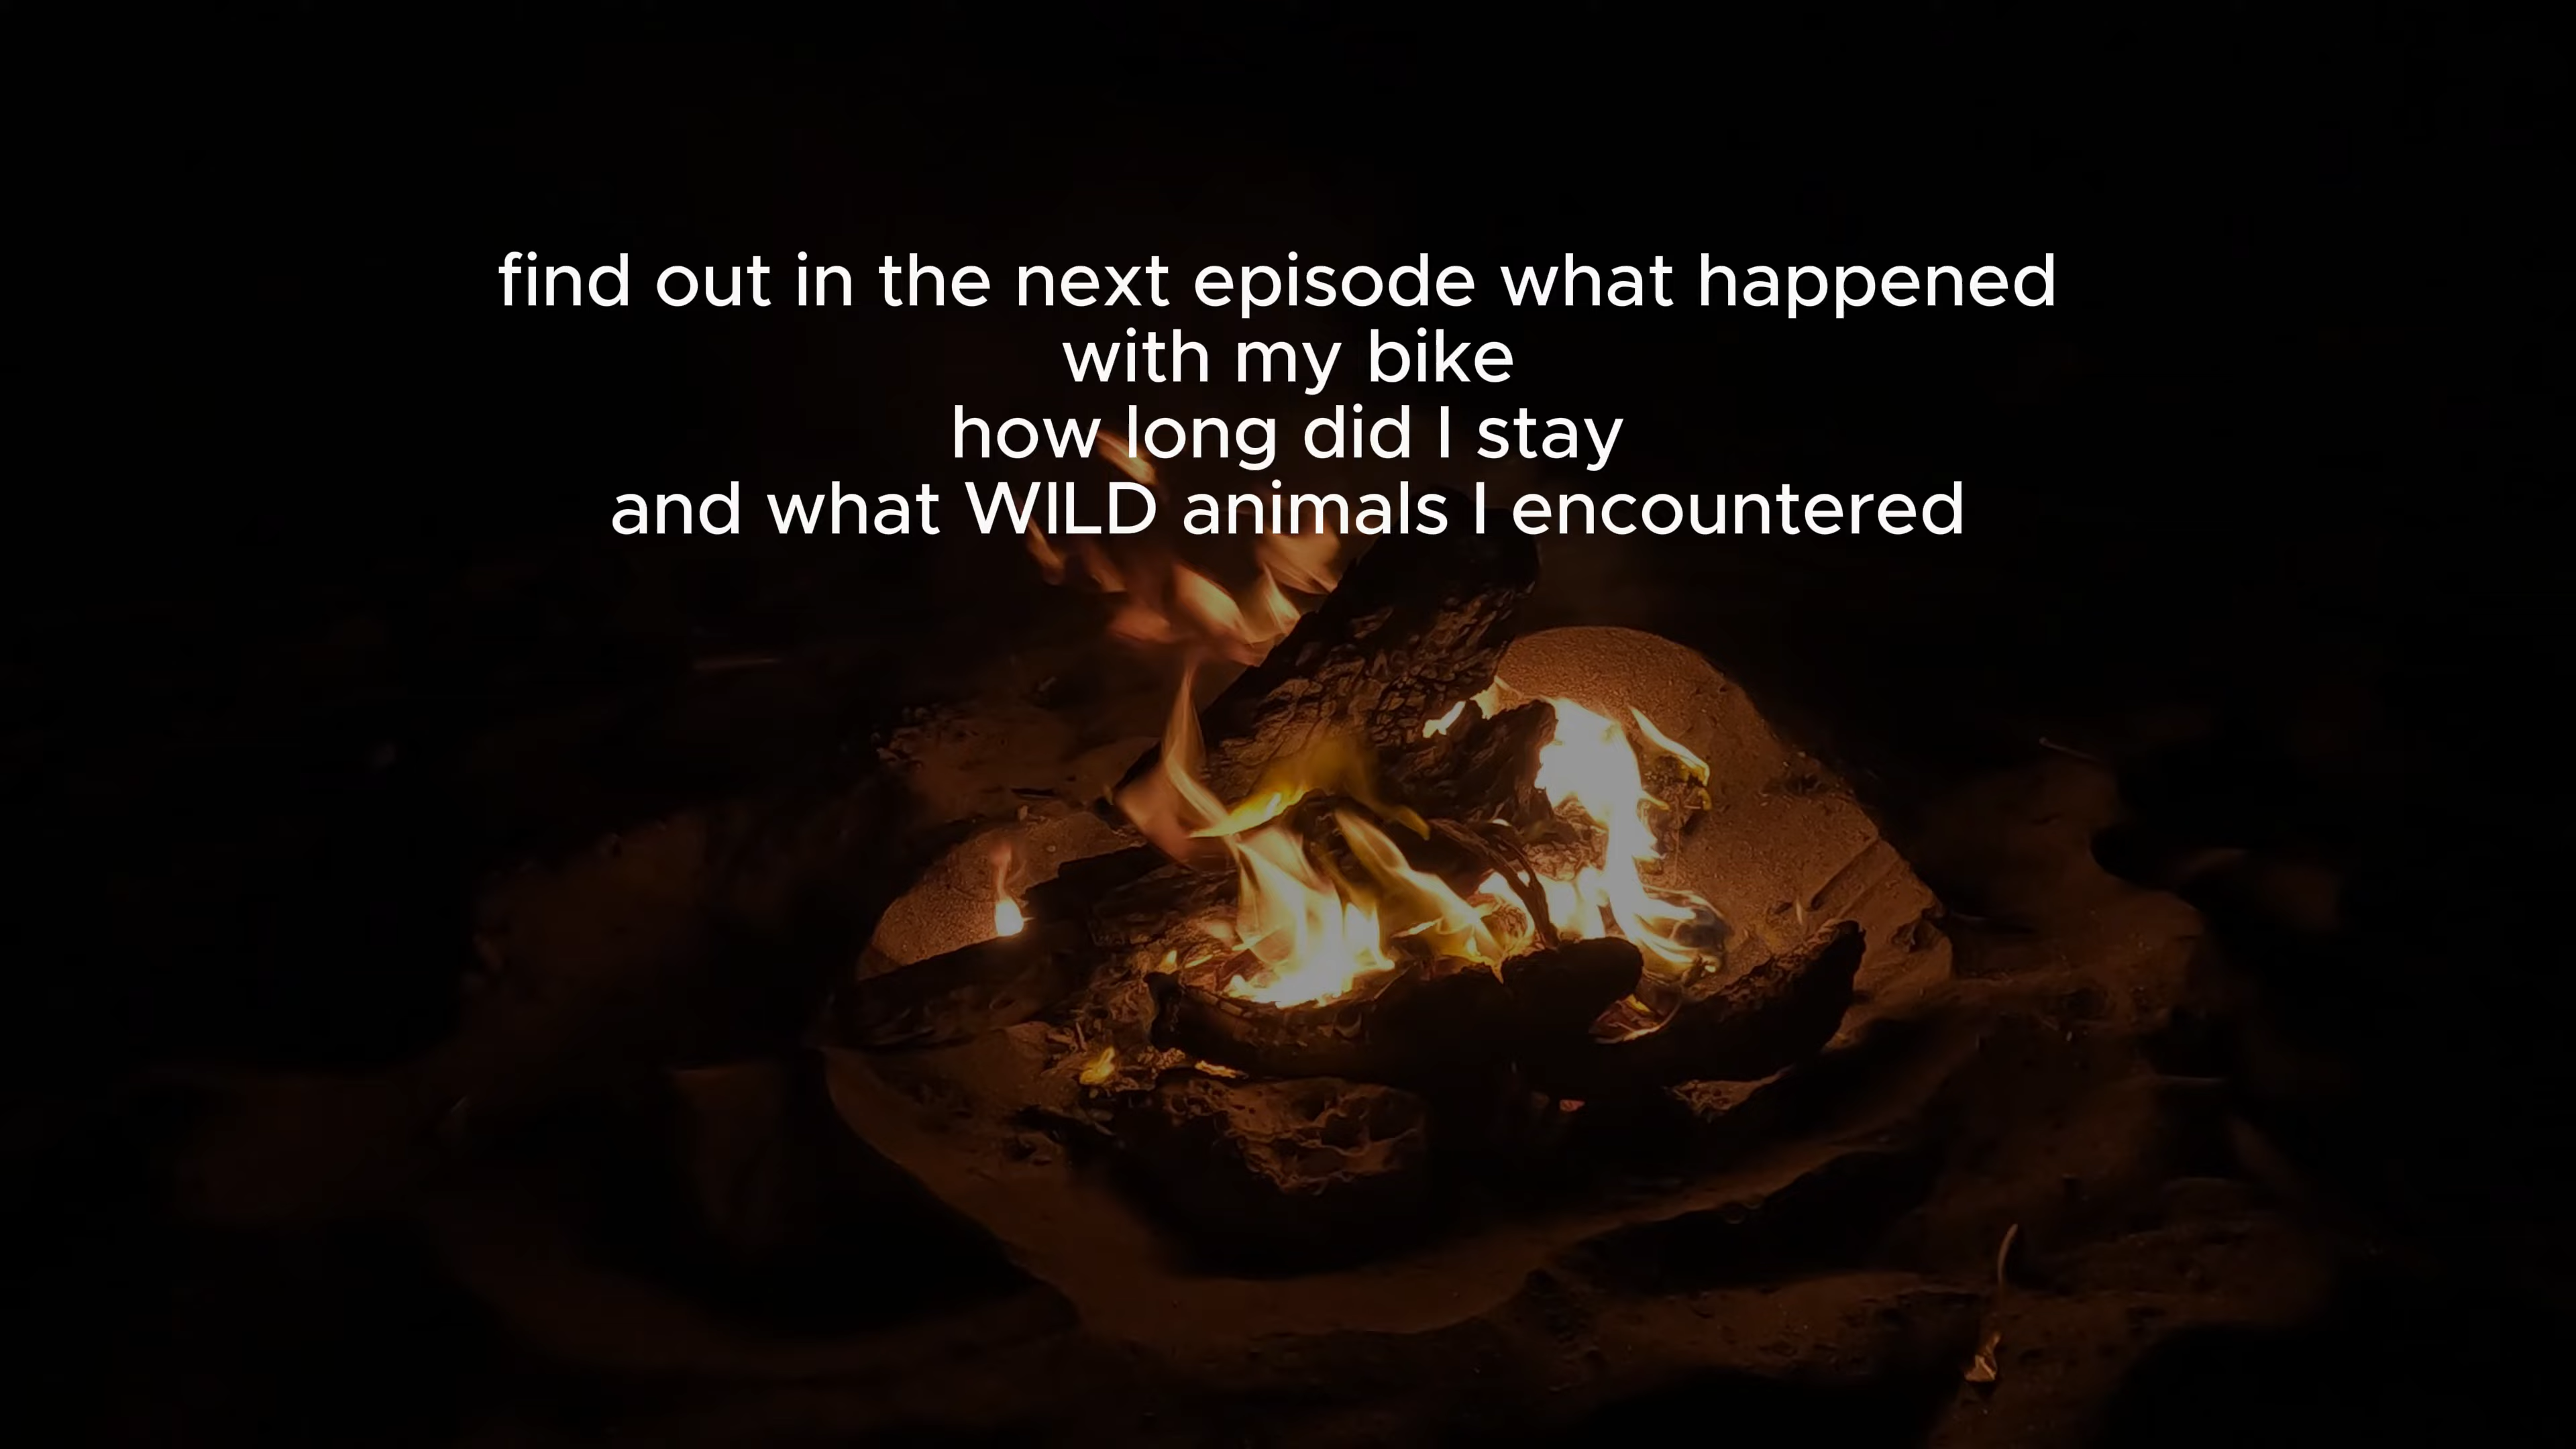 find out in the next episode what happened
with my bike
how long did I stay
and what WILD animals I encountered